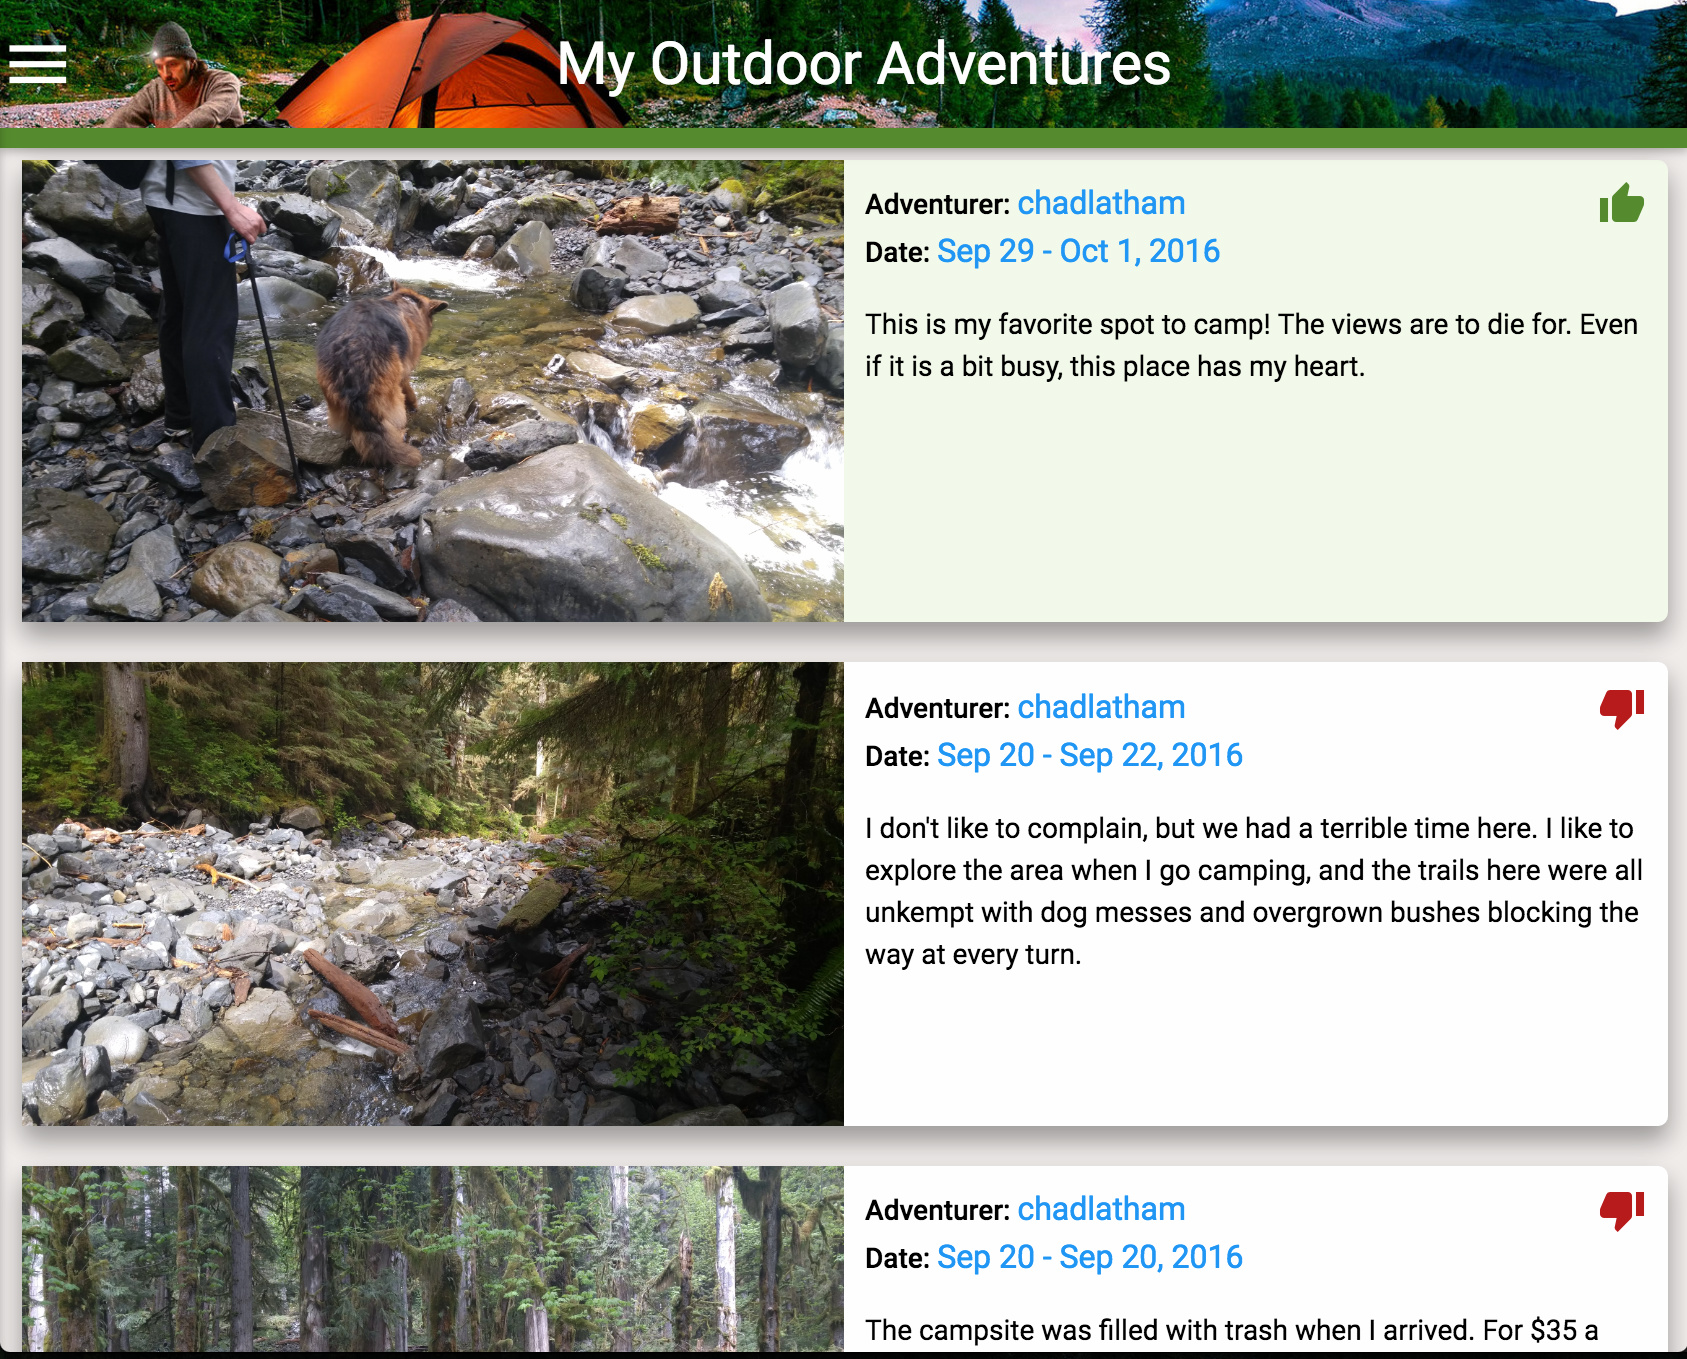 My Outdoor Adventures
Adventurer: chadlatham
Date: Sep 29 - Oct 1, 2016
This is my favorite spot to camp! The views are to die for. Even
if it is a bit busy, this place has my heart.
Adventurer: chadlatham
Date: Sep 20 - Sep 22, 2016
I don't like to complain, but we had a terrible time here. I like to
explore the area when I go camping, and the trails here were all
unkempt with dog messes and overgrown bushes blocking the
way at every turn.
Adventurer: chadlatham
Date: Sep 20 - Sep 20, 2016
The campsite was filled with trash when I arrived. For $35 a